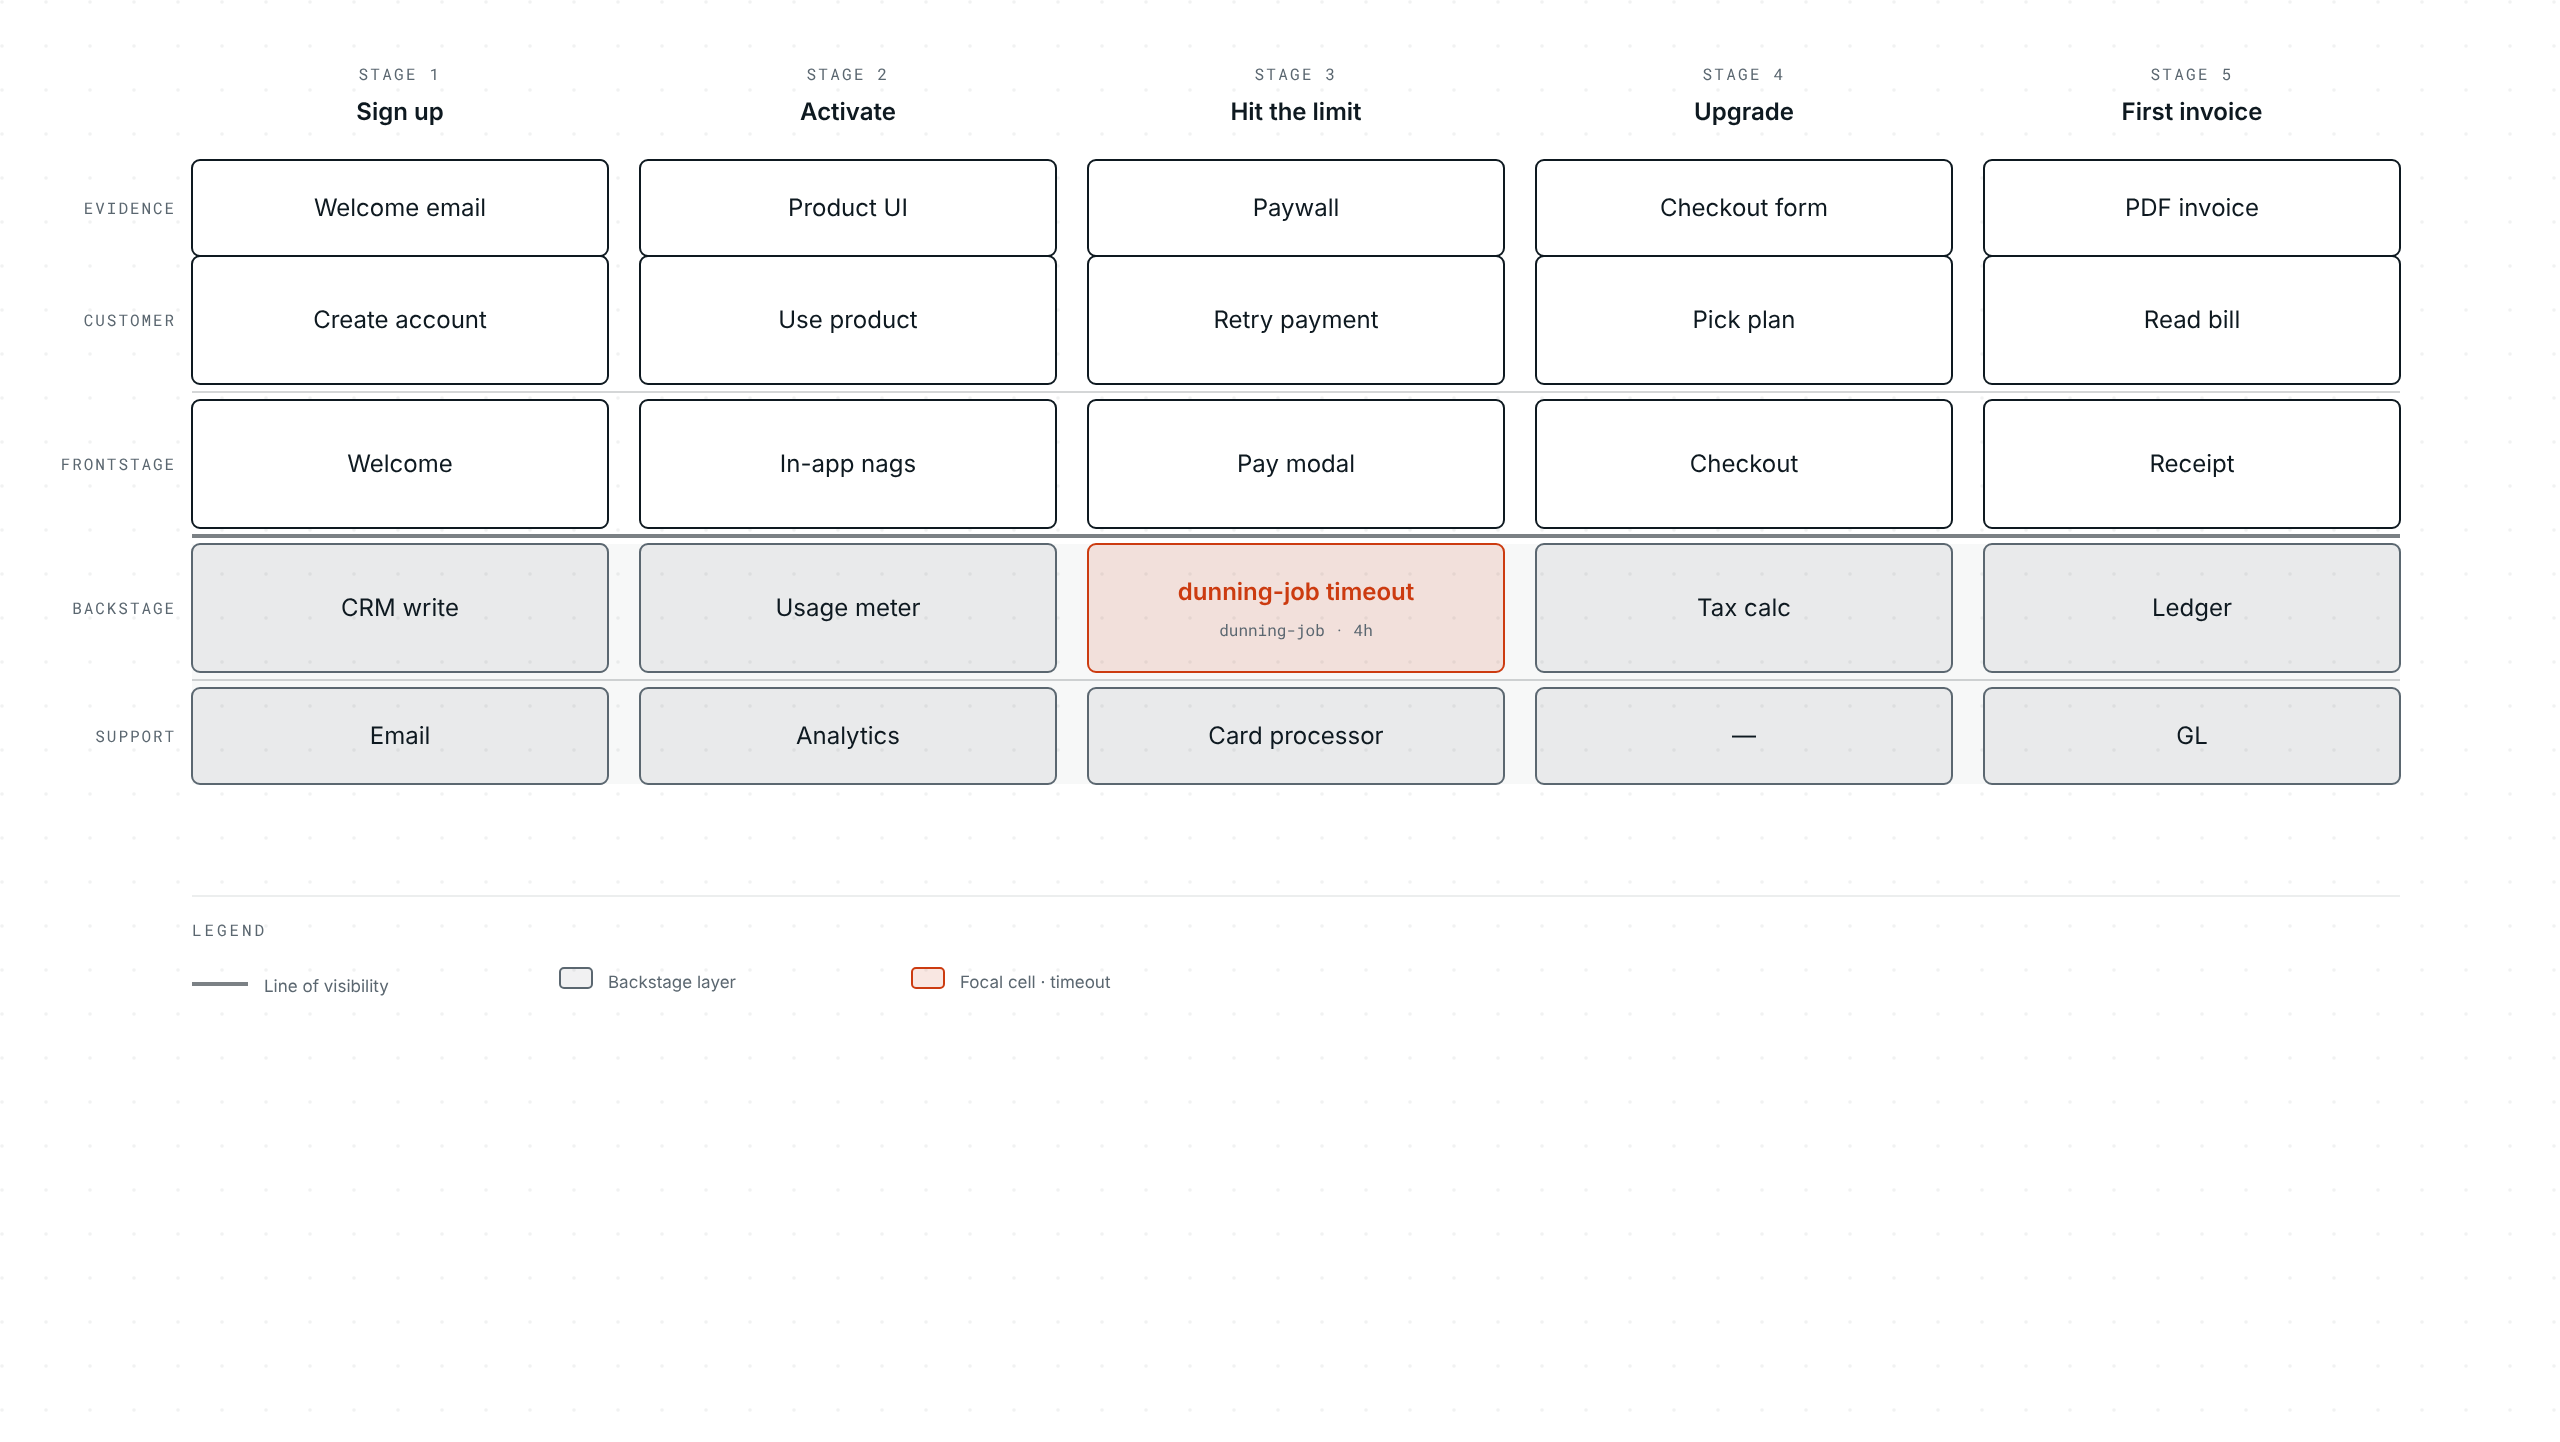 STAGE 1
Sign up
STAGE 2
Activate
STAGE 3
Hit the limit
STAGE 4
Upgrade
STAGE 5
First invoice
EVIDENCE
Welcome email
Product UI
Paywall
Checkout form
PDF invoice
CUSTOMER
Create account
Use product
Retry payment
Pick plan
Read bill
FRONTSTAGE
Welcome
In-app nags
Pay modal
Checkout
Receipt
BACKSTAGE
CRM write
Usage meter
dunning-job timeout
dunning-job · 4h
Tax calc
Ledger
SUPPORT
Email
Analytics
Card processor
—
GL
LEGEND
Line of visibility
Backstage layer
Focal cell · timeout